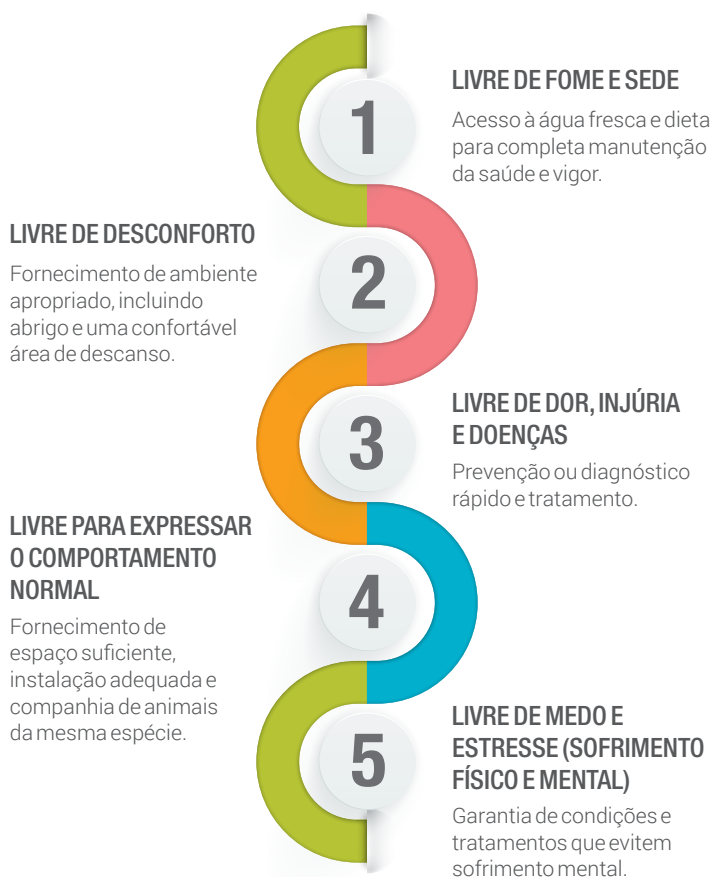 1
LIVRE DE FOME E SEDE
Acesso à água fresca e dieta
para completa manutenção
da saúde e vigor.
LIVRE DE DESCONFORTO
Fornecimento de ambiente
apropriado, incluindo
abrigo e uma confortável
área de descanso.
2
3
LIVRE DE DOR, INJÚRIA
E DOENÇAS
Prevenção ou diagnóstico
rápido e tratamento.
LIVRE PARA EXPRESSAR
O COMPORTAMENTO
NORMAL
Fornecimento de
espaço suficiente,
instalação adequada e
companhia de animais
da mesma espécie.
4
5
LIVRE DE MEDO E
ESTRESSE (SOFRIMENTO
FÍSICO E MENTAL)
Garantia de condições e
tratamentos que evitem
sofrimento mental.